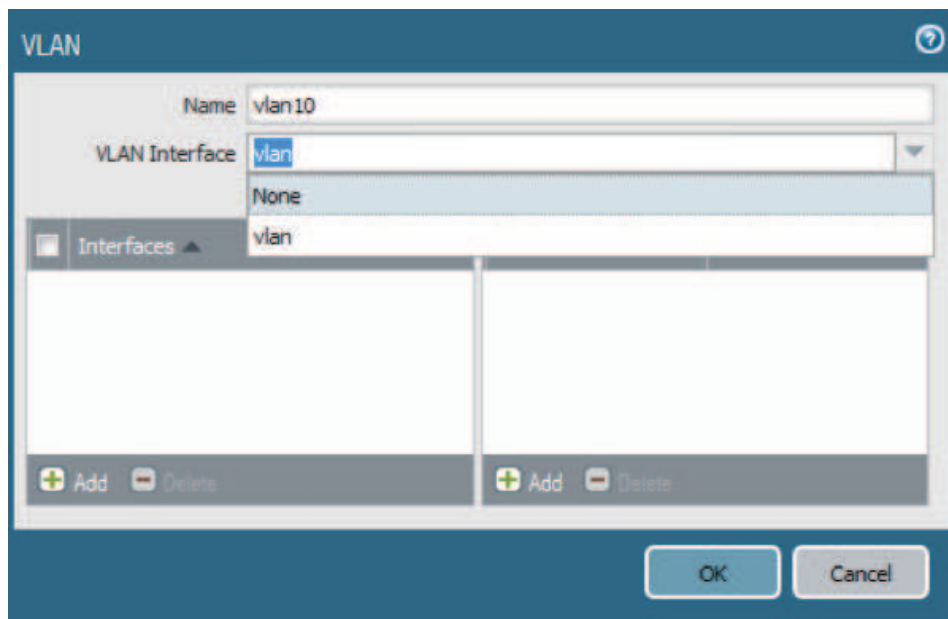 VLAN
Name vlan10
VLAN Interface vlan
None
vlan
Interfaces
Add Delete Add Delete
OK Cancel